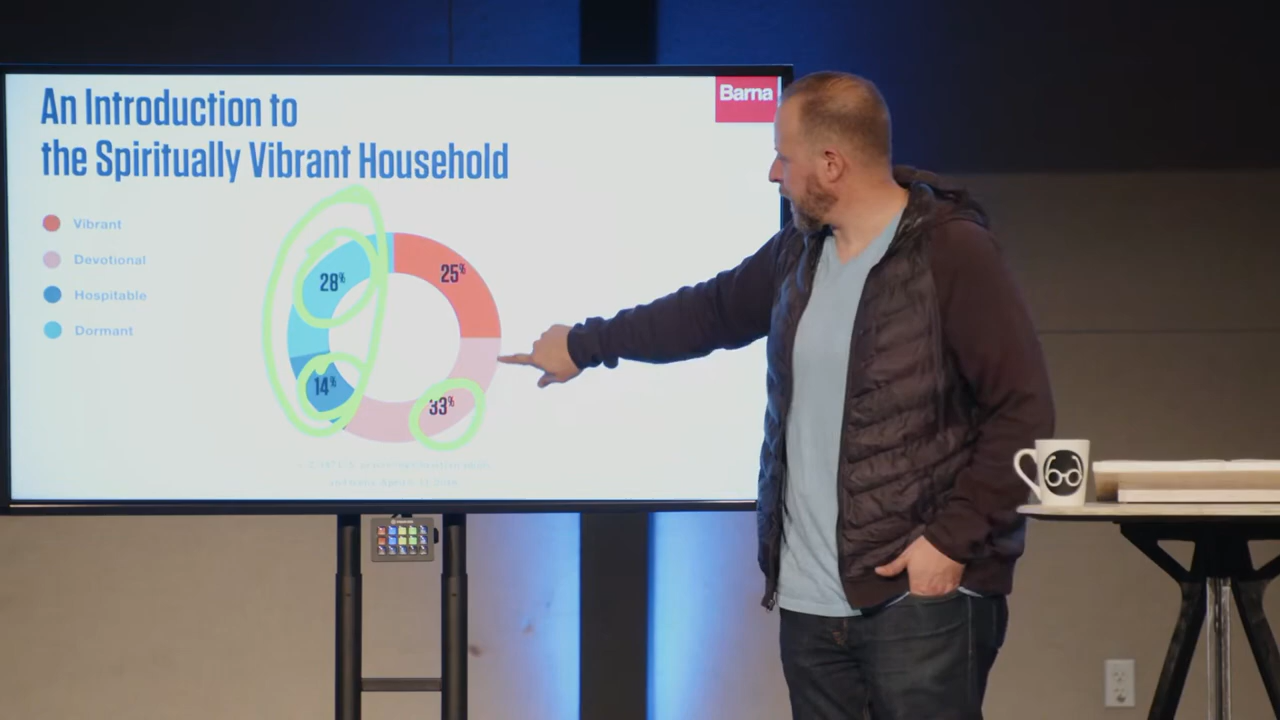 An Introduction to
the Spiritually Vibrant Household
Barna
Vibrant
Devotional
Hospitable
Dormant
28%
25%
14%
33%